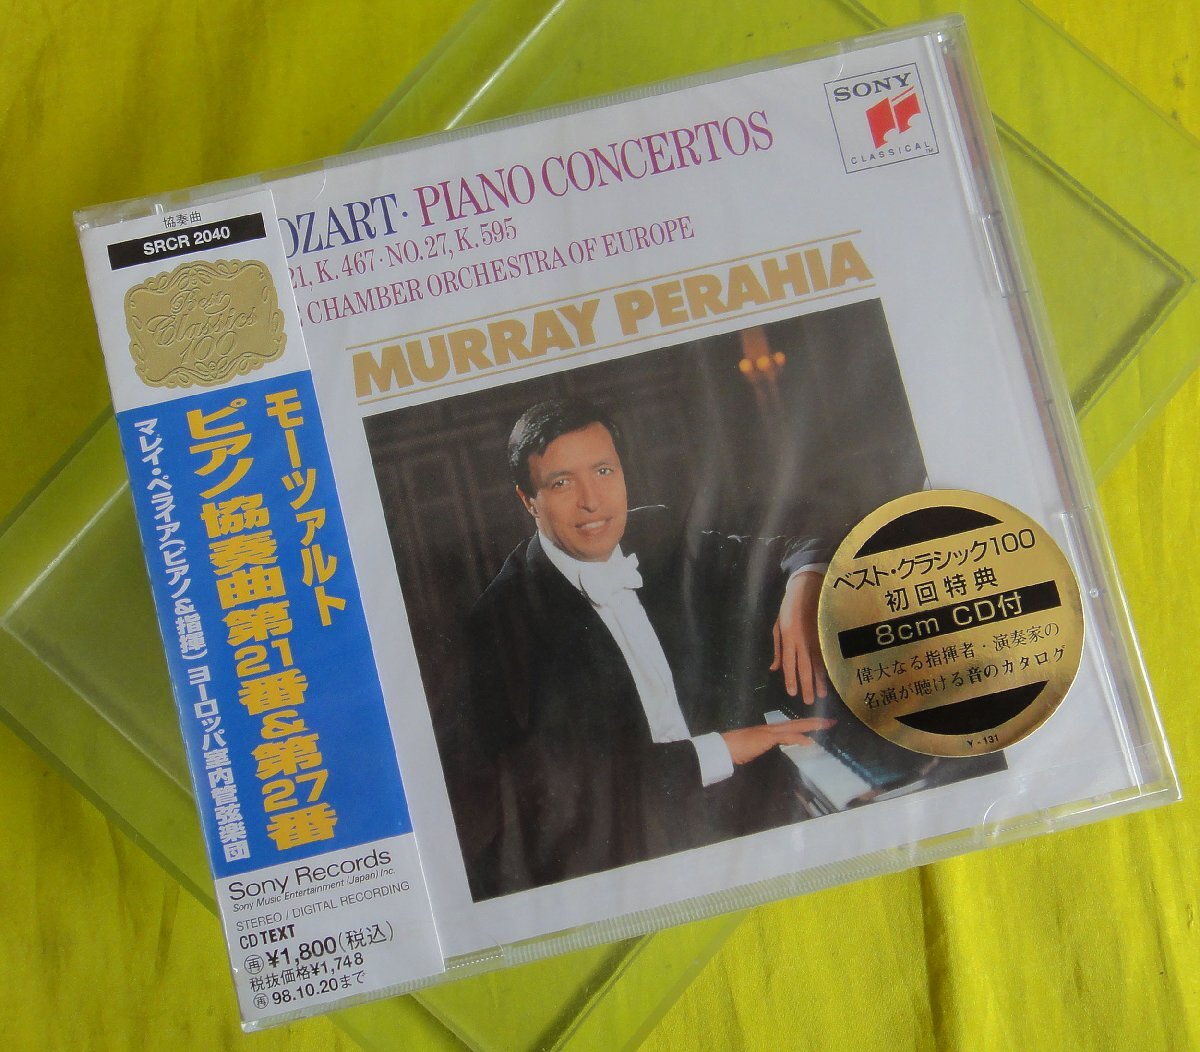 協奏曲
SRCR 2040
Best
Classics
100
モーツァルト
ピアノ協奏曲第21番&第27番
マレイ・ペライア(ピアノ&指揮) ヨーロッパ室内管弦楽団
Sony Records
Sony Music Entertainment (Japan) Inc.
STEREO / DIGITAL RECORDING
CD TEXT
再 ¥1,800(税込)
税抜価格¥1,748
再 98.10.20まで
OZART · PIANO CONCERTOS
21, K. 467 · NO. 27, K. 595
E CHAMBER ORCHESTRA OF EUROPE
MURRAY PERAHIA
SONY
CLASSICAL™
ベスト・クラシック100
初回特典
8cm CD付
偉大なる指揮者・演奏家の
名演が聴ける音のカタログ
Y-131